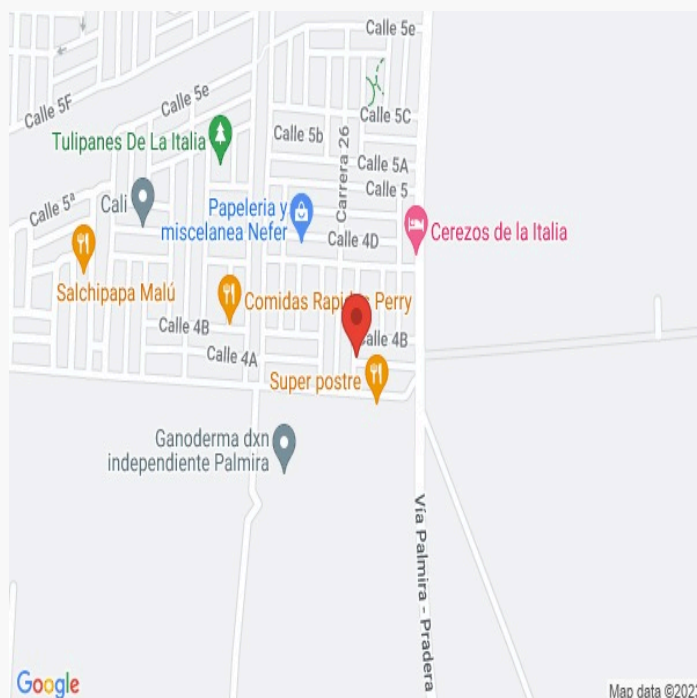 Calle 5e
Calle 5e
Calle 5F
Calle 5C
Calle 5b
Tulipanes De La Italia
Carrera 26
Calle 5A
Calle 5
Calle 5ª
Cali
Papeleria y
miscelanea Nefer
Calle 4D
Cerezos de la Italia
Salchipapa Malú
Comidas Rapidas Perry
Calle 4B
Calle 4B
Calle 4A
Super postre
Ganoderma dxn
independiente Palmira
Vía Palmira - Pradera
Google
Map data ©202